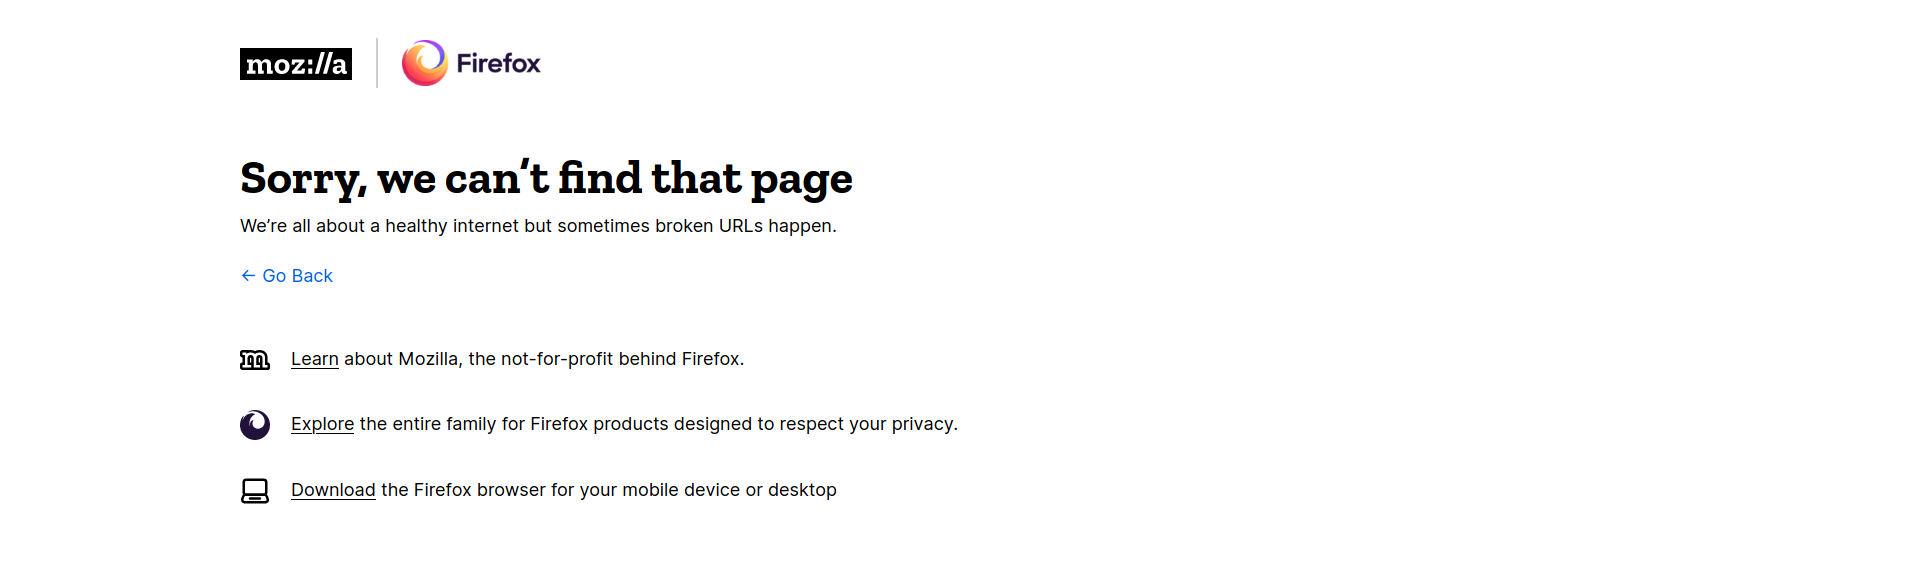 moz://a
Firefox
Sorry, we can’t find that page
We’re all about a healthy internet but sometimes broken URLs happen.
← Go Back
Learn about Mozilla, the not-for-profit behind Firefox.
Explore the entire family for Firefox products designed to respect your privacy.
Download the Firefox browser for your mobile device or desktop